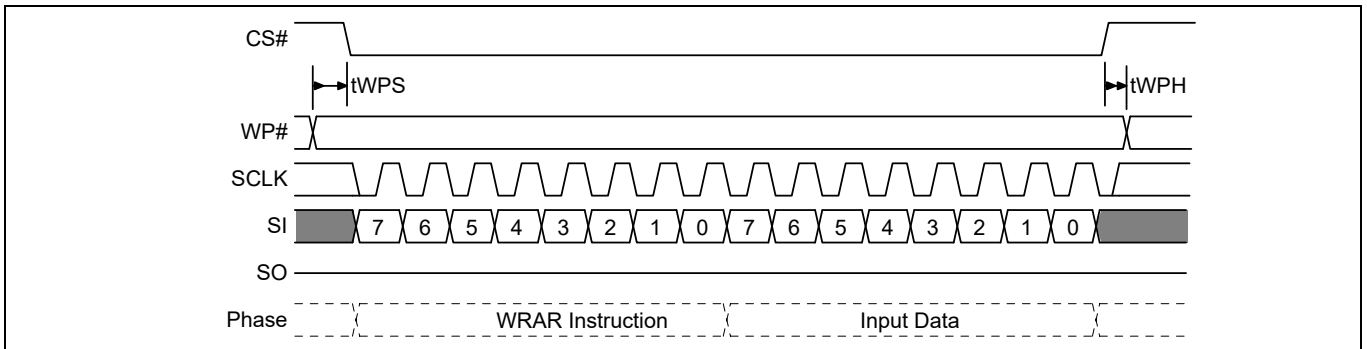 CS#
tWPS tWPH
WP#
SCLK
SI 7 6 5 4 3 2 1 0 7 6 5 4 3 2 1 0
SO
Phase WRAR Instruction Input Data